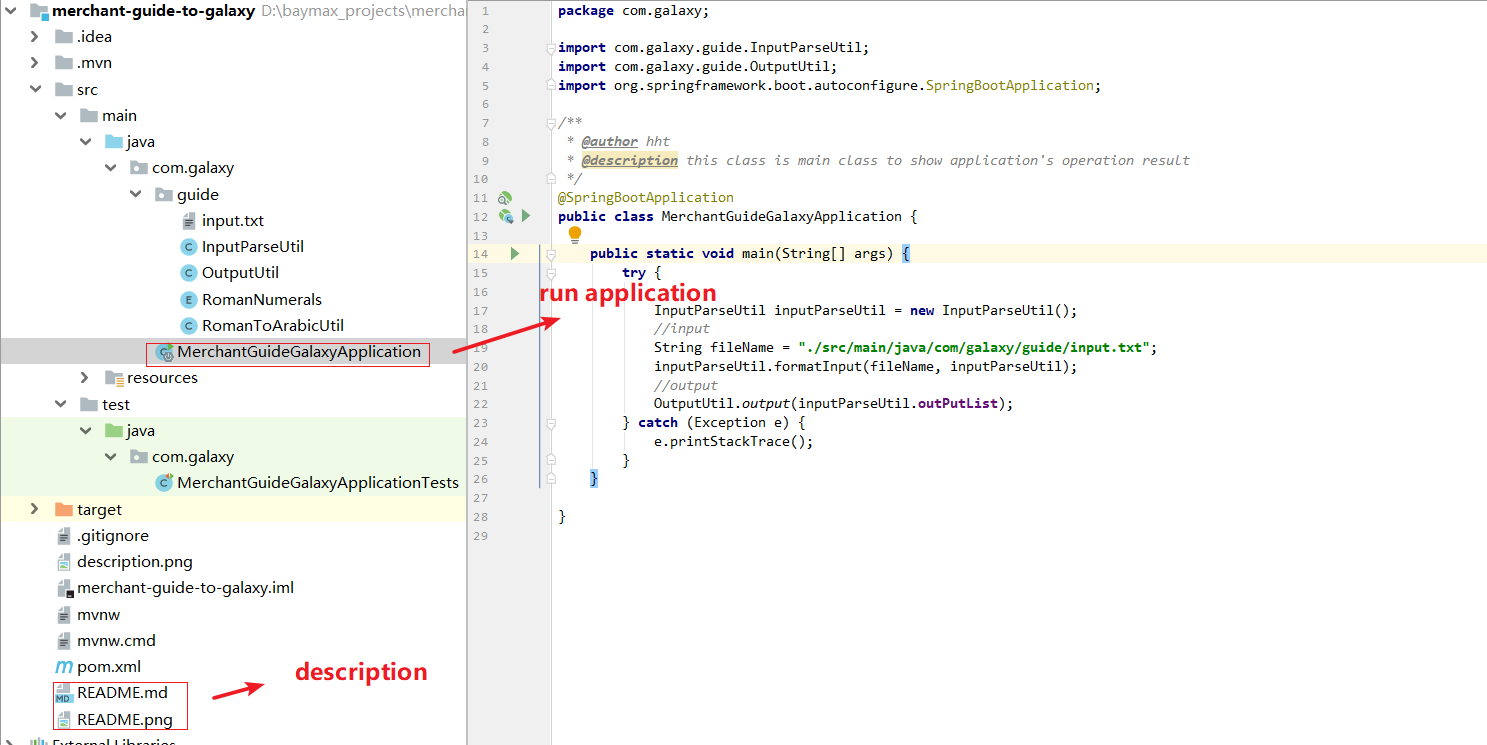 merchant-guide-to-galaxy D:\baymax_projects\mercha
.idea
.mvn
src
main
java
com.galaxy
guide
input.txt
InputParseUtil
OutputUtil
RomanNumerals
RomanToArabicUtil
MerchantGuideGalaxyApplication
resources
test
java
com.galaxy
MerchantGuideGalaxyApplicationTests
target
.gitignore
description.png
merchant-guide-to-galaxy.iml
mvnw
mvnw.cmd
pom.xml
README.md
README.png
External Libraries
description
1 package com.galaxy;
2
3 import com.galaxy.guide.InputParseUtil;
4 import com.galaxy.guide.OutputUtil;
5 import org.springframework.boot.autoconfigure.SpringBootApplication;
6
7 /**
8 * @author hht
9 * @description this class is main class to show application's operation result
10 */
11 @SpringBootApplication
12 public class MerchantGuideGalaxyApplication {
13
14 public static void main(String[] args) {
15 try {
16
run application
17 InputParseUtil inputParseUtil = new InputParseUtil();
18 //input
19 String fileName = "./src/main/java/com/galaxy/guide/input.txt";
20 inputParseUtil.formatInput(fileName, inputParseUtil);
21 //output
22 OutputUtil.output(inputParseUtil.outPutList);
23 } catch (Exception e) {
24 e.printStackTrace();
25 }
26 }
27
28 }
29